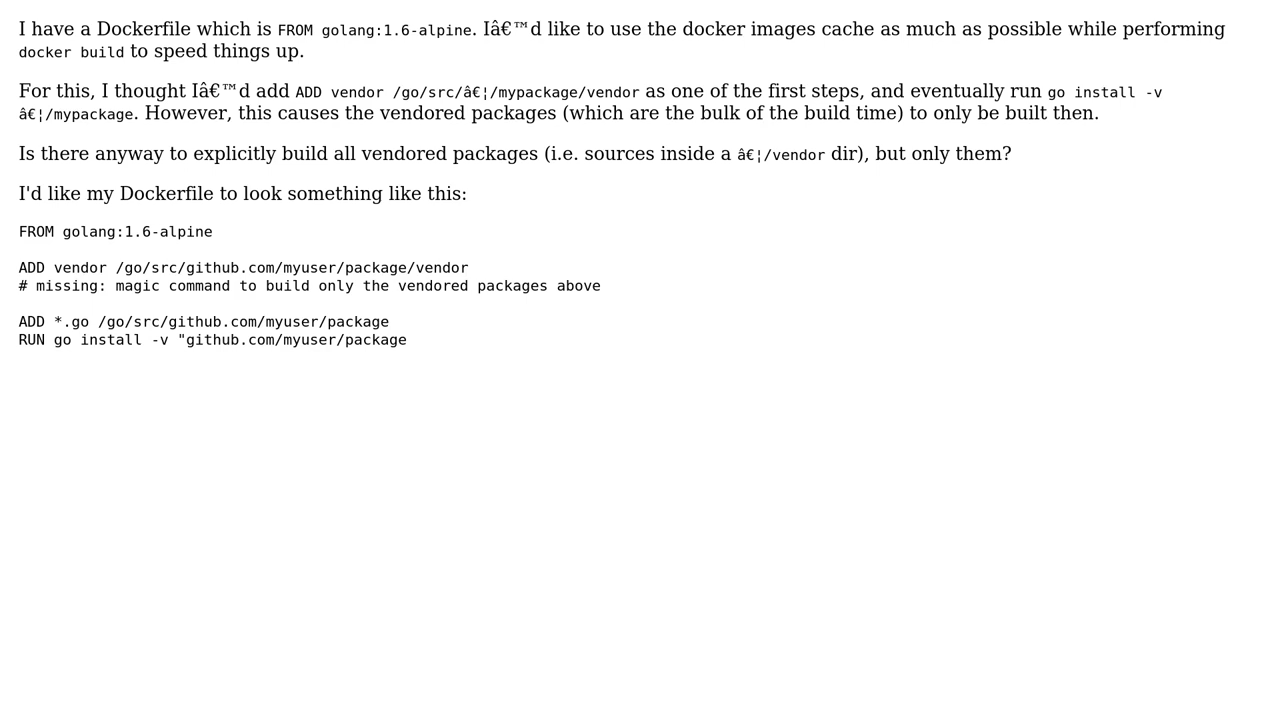 I have a Dockerfile which is FROM golang:1.6-alpine. Iâ€™d like to use the docker images cache as much as possible while performing
docker build to speed things up.
For this, I thought Iâ€™d add ADD vendor /go/src/â€¦/mypackage/vendor as one of the first steps, and eventually run go install -v
â€¦/mypackage. However, this causes the vendored packages (which are the bulk of the build time) to only be built then.
Is there anyway to explicitly build all vendored packages (i.e. sources inside a â€¦/vendor dir), but only them?
I'd like my Dockerfile to look something like this:
FROM golang:1.6-alpine
ADD vendor /go/src/github.com/myuser/package/vendor
# missing: magic command to build only the vendored packages above
ADD *.go /go/src/github.com/myuser/package
RUN go install -v "github.com/myuser/package